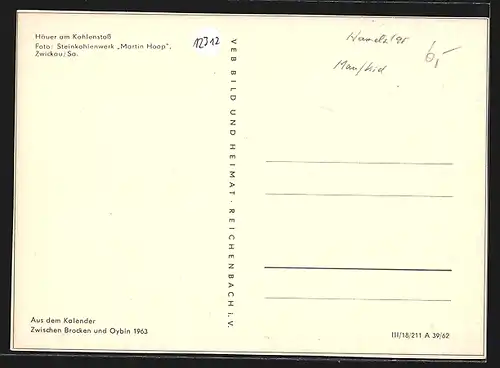 Häuer am Kohlenstoß
Foto: Steinkohlenwerk „Martin Hoop",
Zwickau/Sa.
12312
6,-
VEB BILD UND HEIMAT · REICHENBACH i. V.
Aus dem Kalender
Zwischen Brocken und Oybin 1963
III/18/211 A 39/62